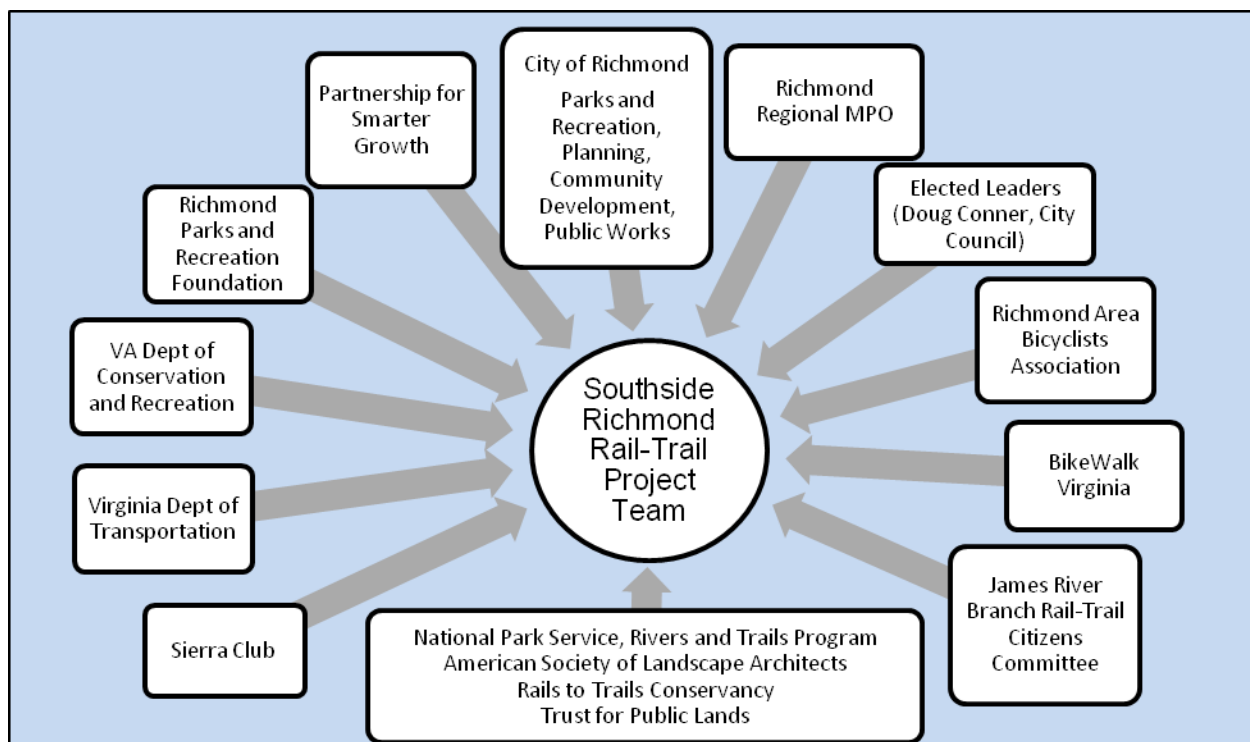 City of Richmond
Parks and
Recreation,
Planning,
Community
Development,
Public Works
Richmond
Regional MPO
Partnership for
Smarter
Growth
Elected Leaders
(Doug Conner, City
Council)
Richmond
Parks and
Recreation
Foundation
Richmond Area
Bicyclists
Association
VA Dept of
Conservation
and Recreation
Southside
Richmond
Rail-Trail
Project
Team
BikeWalk
Virginia
Virginia Dept of
Transportation
James River
Branch Rail-Trail
Citizens
Committee
Sierra Club
National Park Service, Rivers and Trails Program
American Society of Landscape Architects
Rails to Trails Conservancy
Trust for Public Lands